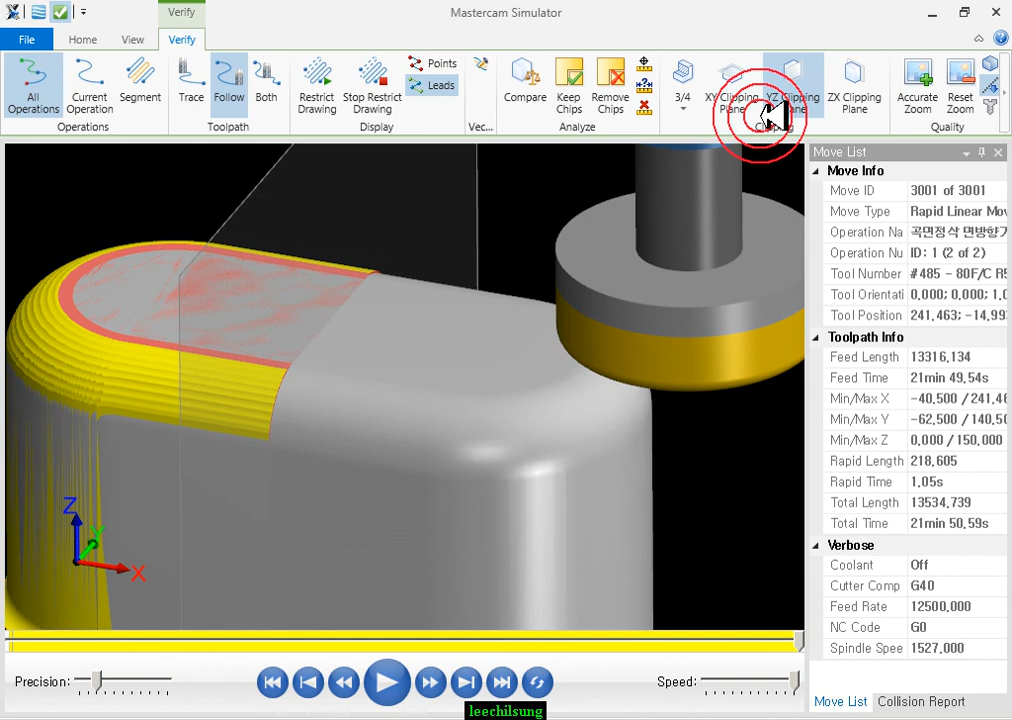 Verify
Mastercam Simulator
File
Home
View
Verify
All Operations
Current Operation
Segment
Trace
Follow
Both
Restrict Drawing
Stop Restrict Drawing
Points
Leads
Vec...
Compare
Keep Chips
Remove Chips
3/4
XY Clipping Plane
YZ Clipping Plane
ZX Clipping Plane
Accurate Zoom
Reset Zoom
Operations
Toolpath
Display
Analyze
Quality
Move List
Move Info
Move ID 3001 of 3001
Move Type Rapid Linear Mov
Operation Na
Operation Nu ID: 1 (2 of 2)
Tool Number #485 - 80F/C R5
Tool Orientati 0.000; 0.000; 1.0
Tool Position 241.463; -14.99
Toolpath Info
Feed Length 13316.134
Feed Time 21min 49.54s
Min/Max X -40.500 / 241.46
Min/Max Y -62.500 / 140.50
Min/Max Z 0.000 / 150.000
Rapid Length 218.605
Rapid Time 1.05s
Total Length 13534.739
Total Time 21min 50.59s
Verbose
Coolant Off
Cutter Comp G40
Feed Rate 12500.000
NC Code G0
Spindle Spee 1527.000
Z
Y
X
Precision:
Speed:
Move List
Collision Report
leechilsung